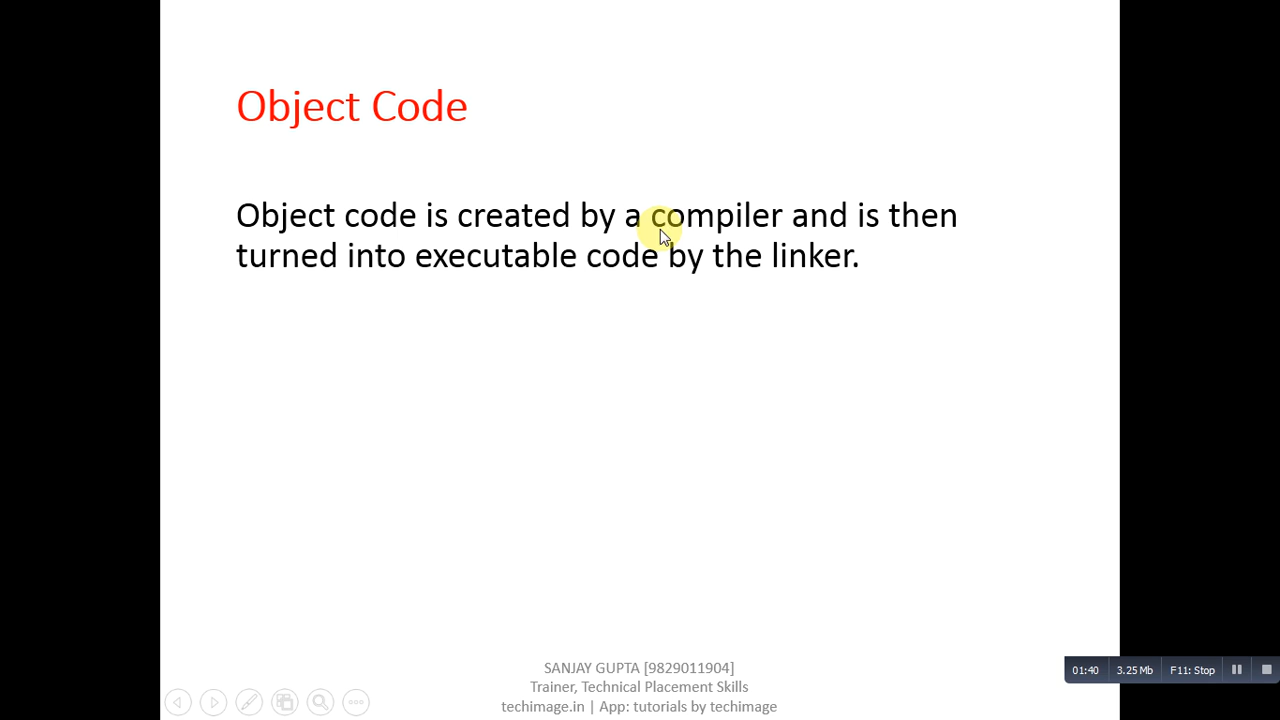 Object Code
Object code is created by a compiler and is then
turned into executable code by the linker.
SANJAY GUPTA [9829011904]
Trainer, Technical Placement Skills
techimage.in | App: tutorials by techimage
01:40 3.25 Mb F11: Stop